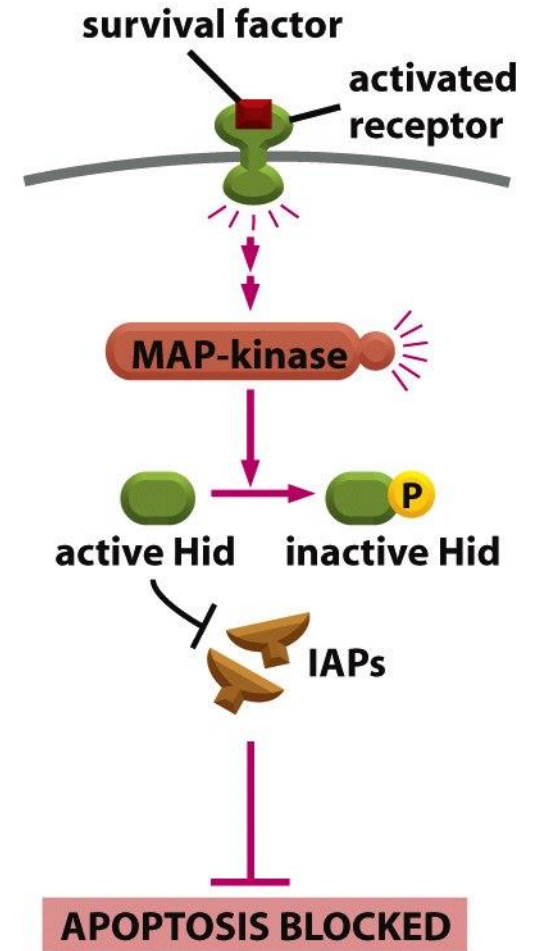 survival factor
activated
receptor
MAP-kinase
P
active Hid
inactive Hid
IAPs
APOPTOSIS BLOCKED